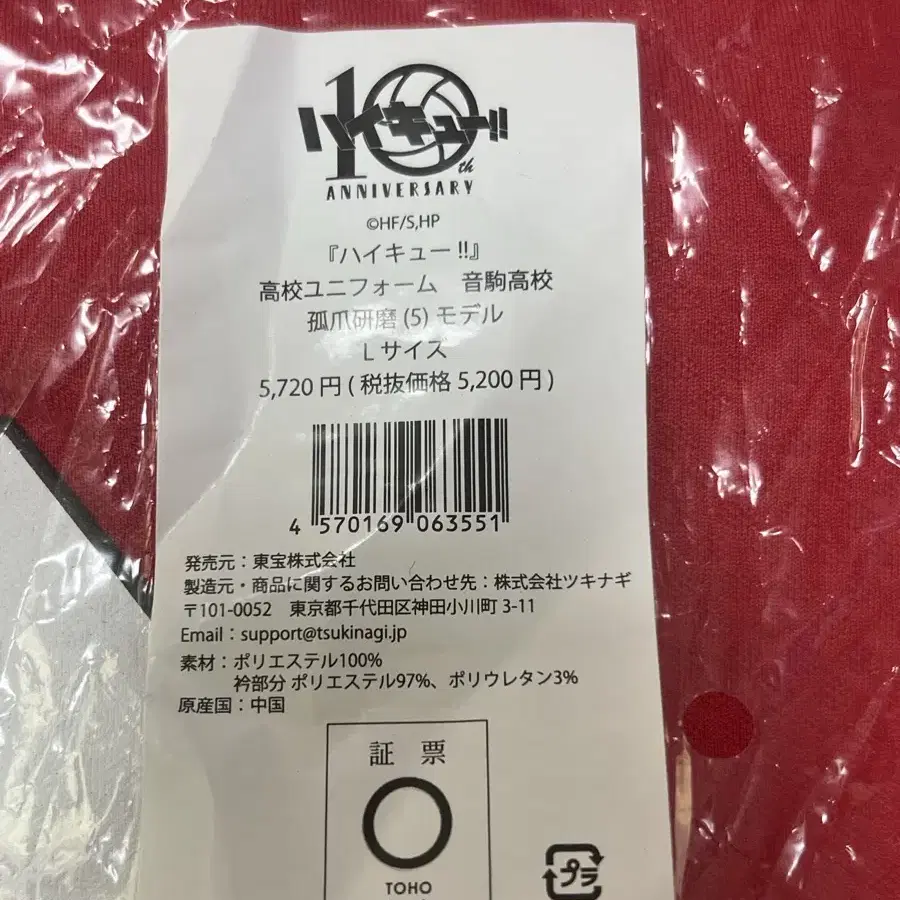 ハイキュー!!
10th
ANNIVERSARY
©HF/S,HP
『ハイキュー!!』
高校ユニフォーム　音駒高校
孤爪研磨 (5) モデル
Lサイズ
5,720 円 ( 税抜価格 5,200 円 )
4 570169 063551
発売元：東宝株式会社
製造元・商品に関するお問い合わせ先：株式会社ツキナギ
〒101-0052　東京都千代田区神田小川町 3-11
Email：support@tsukinagi.jp
素材：ポリエステル100%
衿部分 ポリエステル97%、ポリウレタン3%
原産国：中国
証 票
TOHO
プラ